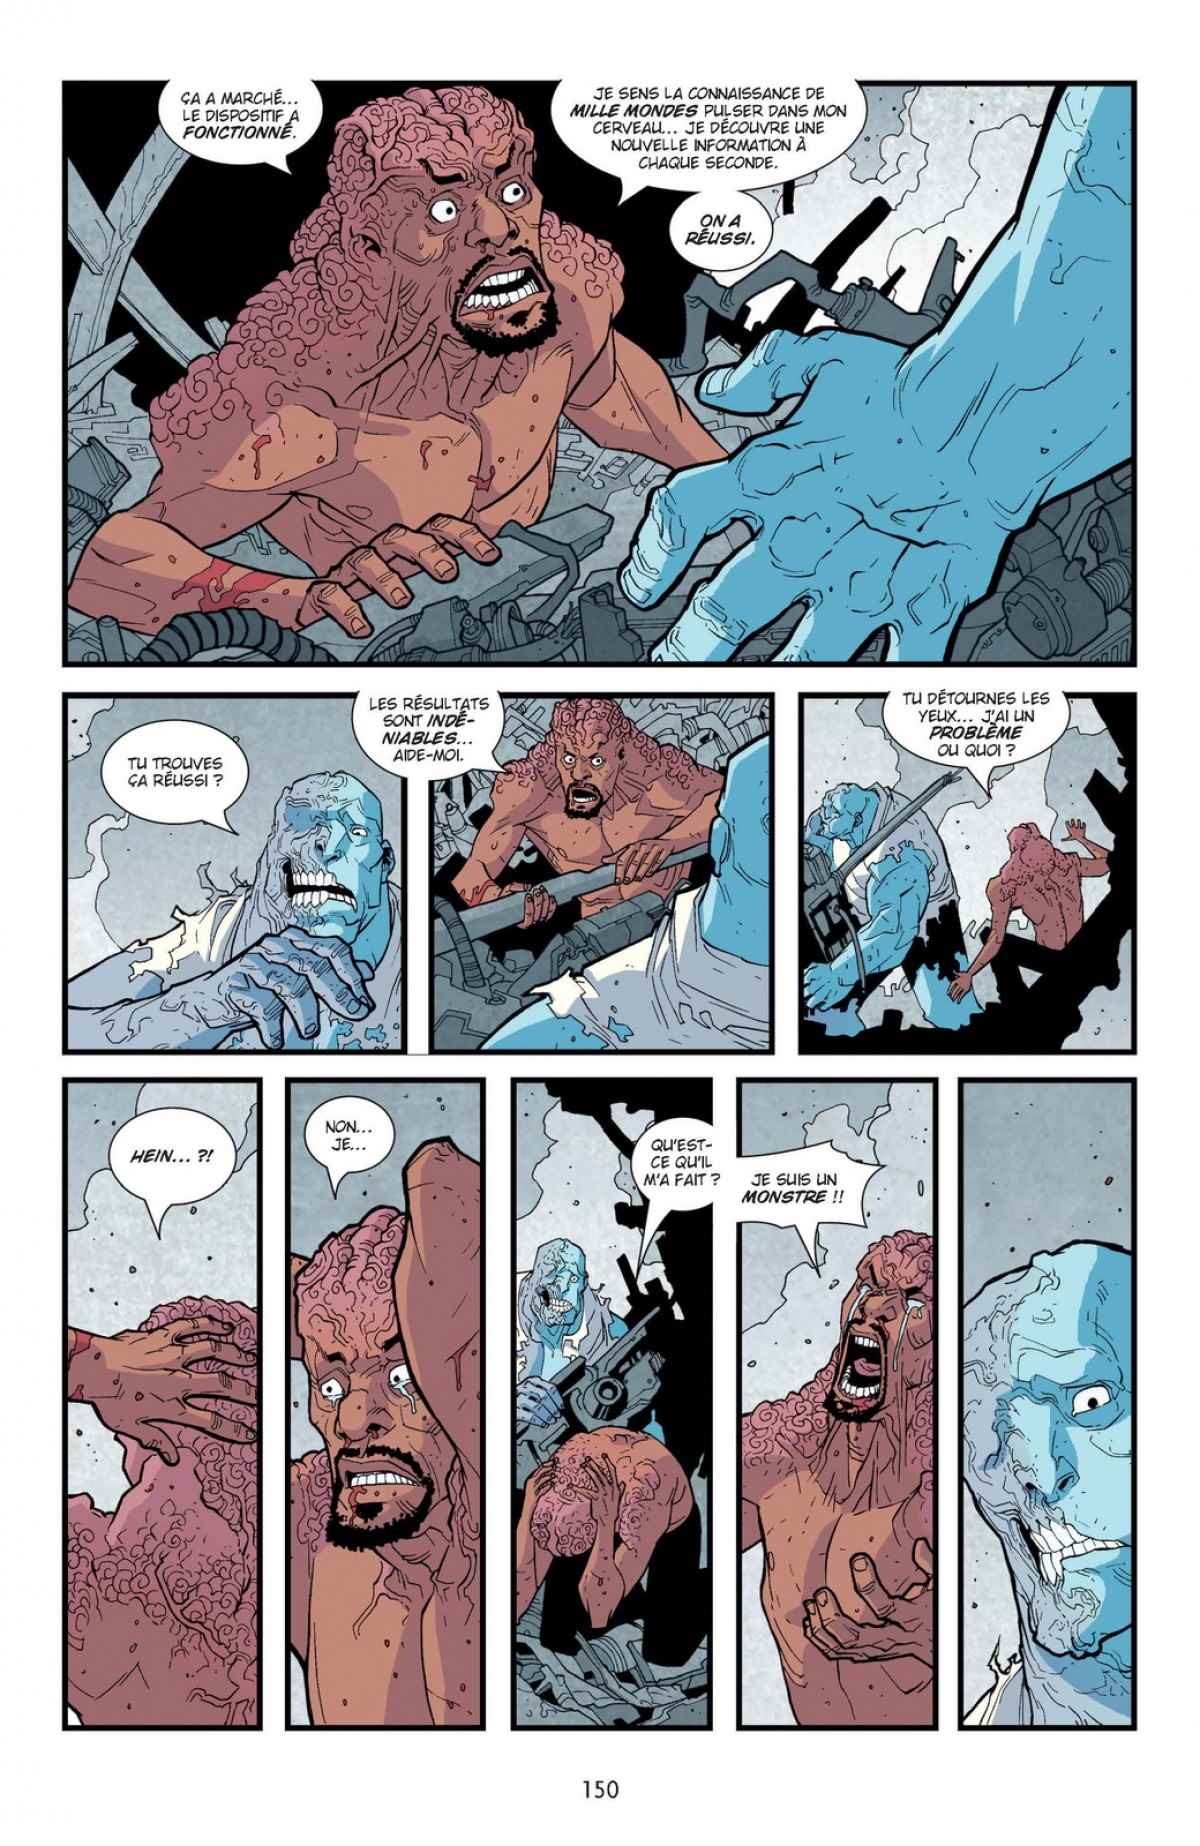 ÇA A MARCHÉ...
LE DISPOSITIF A
FONCTIONNÉ.
JE SENS LA CONNAISSANCE DE
MILLE MONDES PULSER DANS MON
CERVEAU... JE DÉCOUVRE UNE
NOUVELLE INFORMATION À
CHAQUE SECONDE.
ON A
RÉUSSI.
TU TROUVES
ÇA RÉUSSI ?
LES RÉSULTATS
SONT INDÉ-
NIABLES...
AIDE-MOI.
TU DÉTOURNES LES
YEUX... J'AI UN
PROBLÈME
OU QUOI ?
HEIN... ?!
NON...
JE...
QU'EST-
CE QU'IL
M'A FAIT ?
JE SUIS UN
MONSTRE !!
150